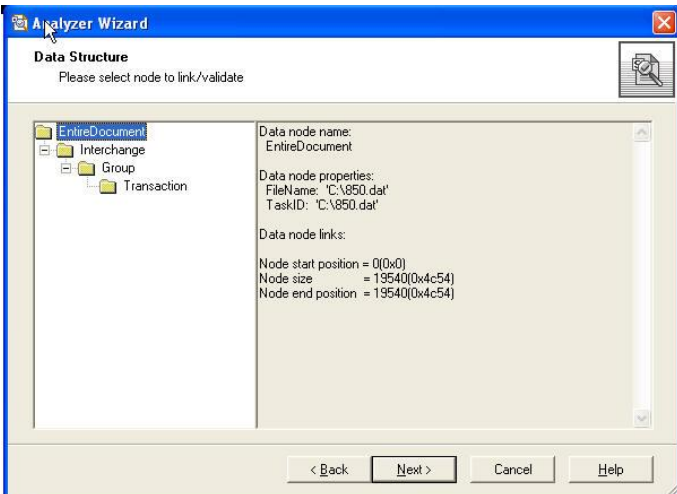 Analyzer Wizard
Data Structure
Please select node to link/validate
EntireDocument
Interchange
Group
Transaction
Data node name:
EntireDocument
Data node properties:
FileName: 'C:\850.dat'
TaskID: 'C:\850.dat'
Data node links:
Node start position = 0(0x0)
Node size = 19540(0x4c54)
Node end position = 19540(0x4c54)
< Back
Next >
Cancel
Help